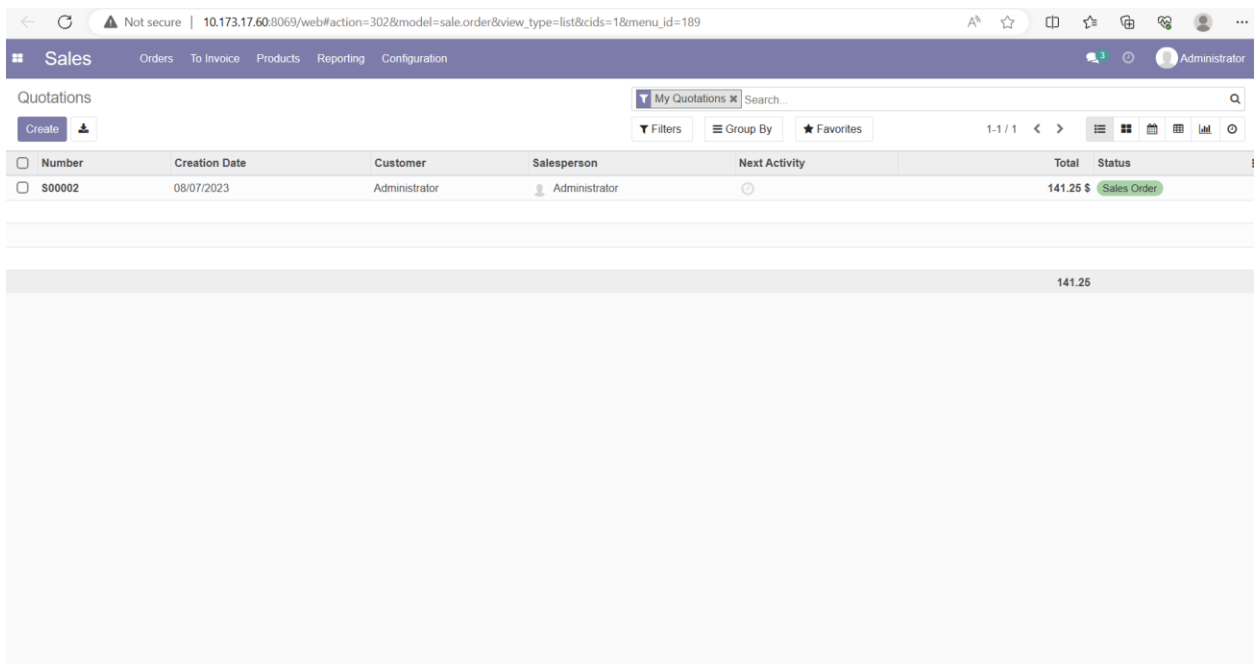 Not secure | 10.173.17.60:8069/web#action=302&model=sale.order&view_type=list&cids=1&menu_id=189
Sales Orders To Invoice Products Reporting Configuration 3 Administrator
Quotations My Quotations Search...
Create Filters Group By Favorites 1-1 / 1
Number Creation Date Customer Salesperson Next Activity Total Status
S00002 08/07/2023 Administrator Administrator 141.25 $ Sales Order
141.25